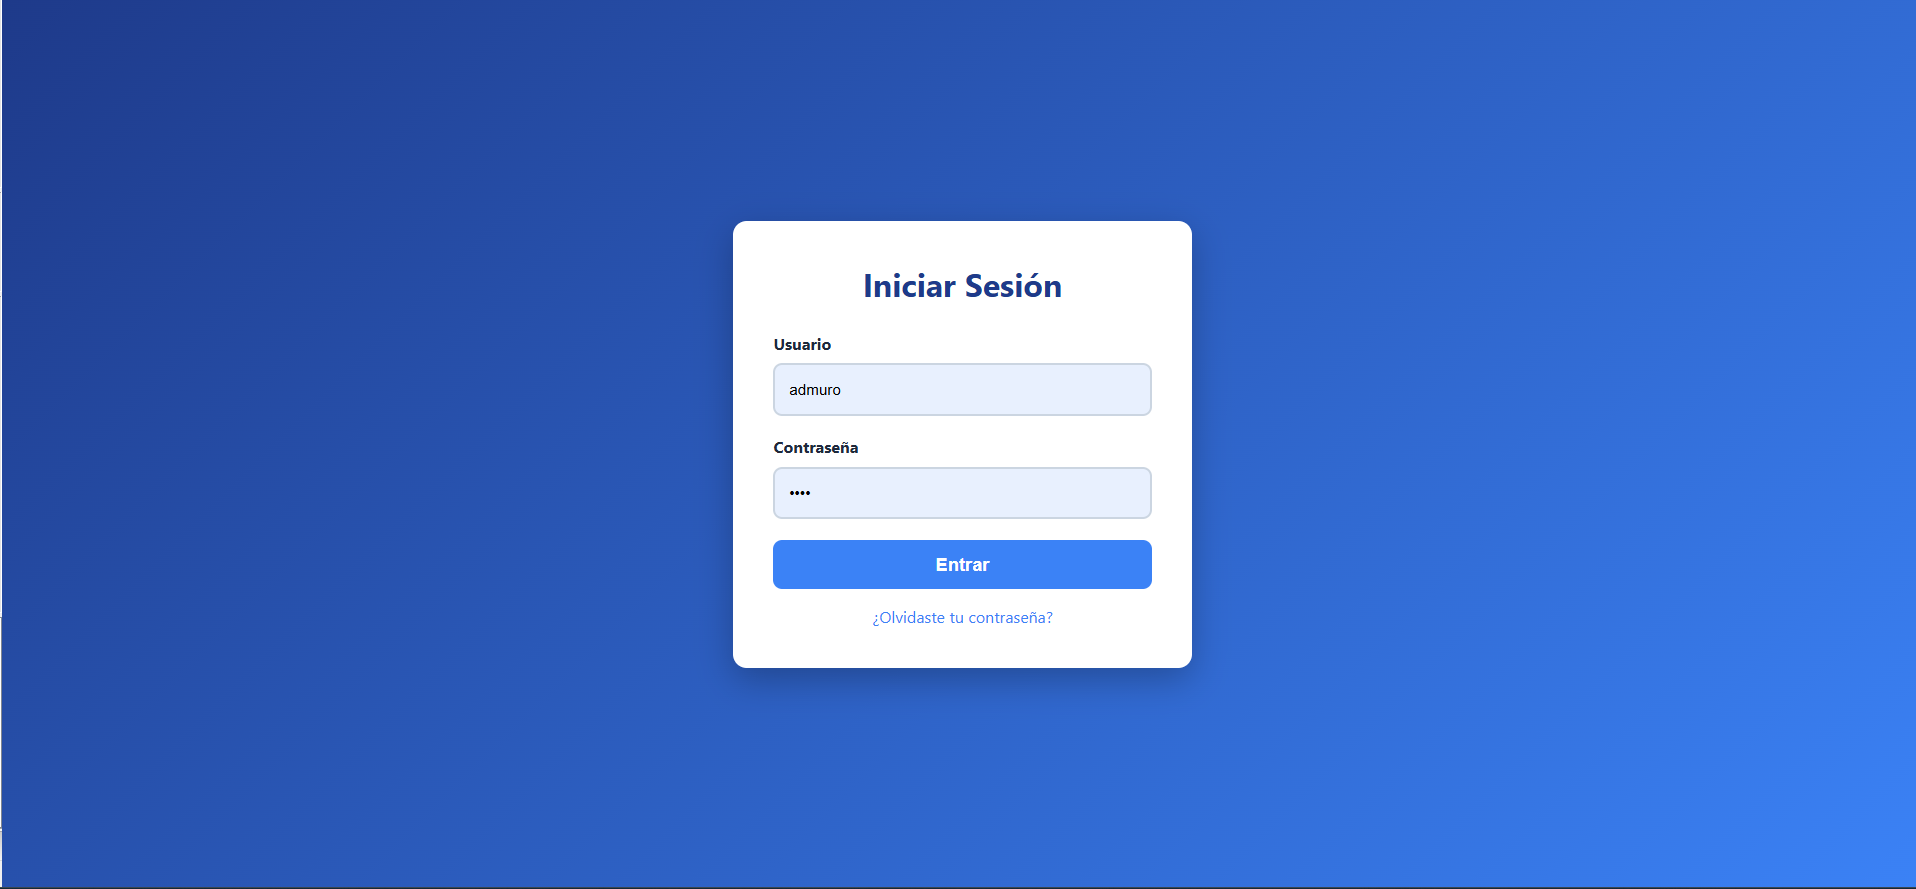 Iniciar Sesión
Usuario
admuro
Contraseña
••••
Entrar
¿Olvidaste tu contraseña?